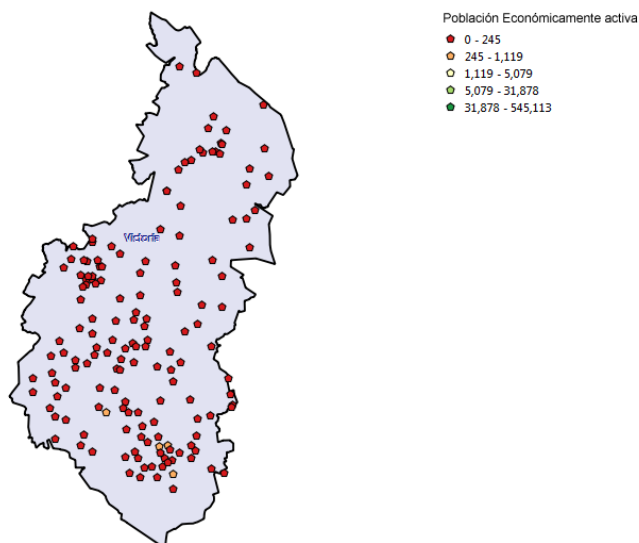 Población Económicamente activa
0 - 245
245 - 1,119
1,119 - 5,079
5,079 - 31,878
31,878 - 545,113
Victoria